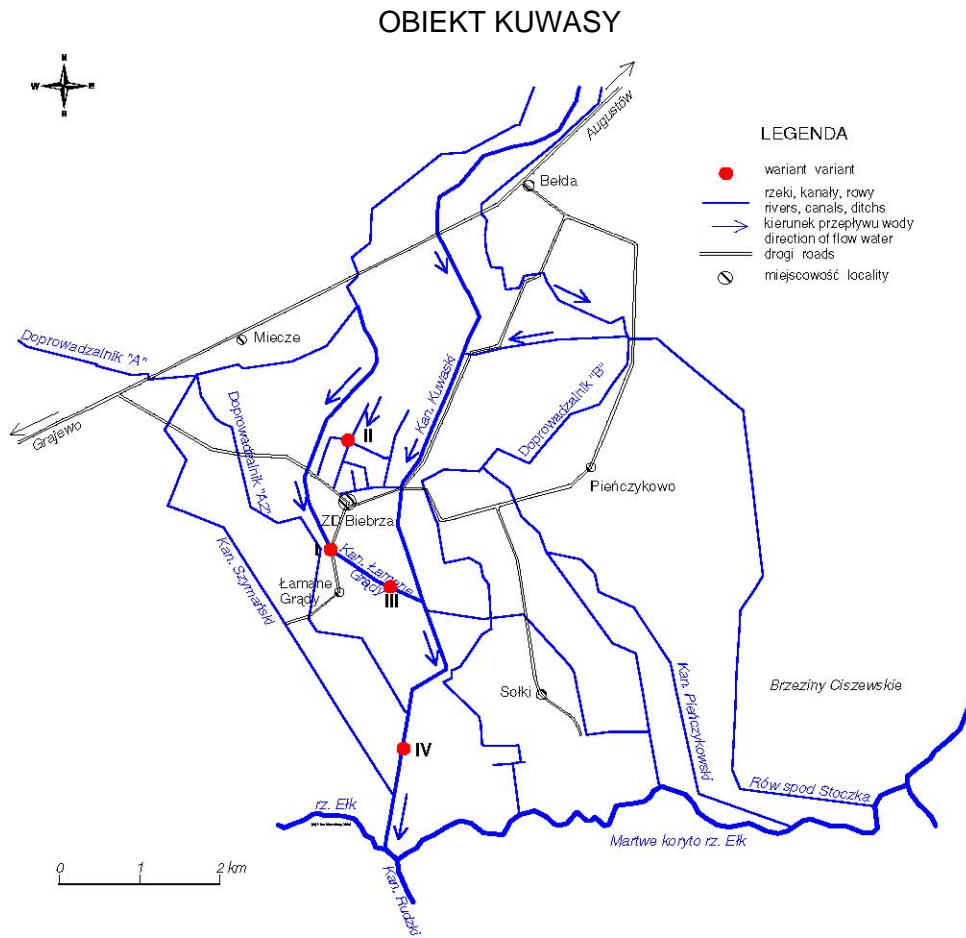 OBIEKT KUWASY
N
W
E
Augustów
LEGENDA
wariant variant
rzeki, kanały, rowy
rivers, canals, ditchs
kierunek przepływu wody
direction of flow water
drogi roads
miejscowość locality
Bełda
Miecze
Doprowadzalnik "A"
Grajewo
Doprowadzalnik "A2"
Kan. Kuwaski
Doprowadzalnik "B"
II
Pieńczykowo
ZD Biebrza
I
Kan. Łamane
Grądy
Łamane
Grądy
III
Kan. Szymański
Sołki
Kan. Pieńczykowski
Brzeziny Ciszewskie
IV
Rów spod Stoczka
rz. Ełk
Martwe koryto rz. Ełk
Kan. Rudzki
0 1 2 km